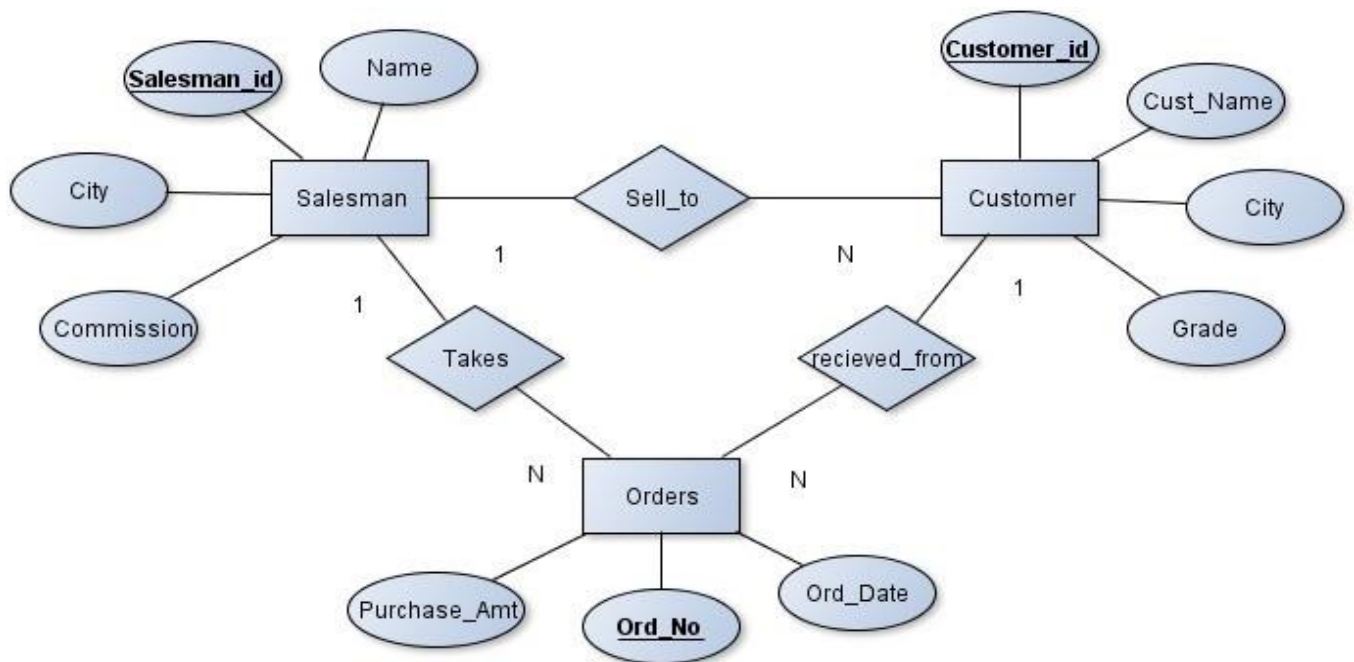 Customer_id
Name
Salesman_id
Cust_Name
City
Salesman
Sell_to
Customer
City
1
N
1
1
Commission
Takes
recieved_from
Grade
N
N
Orders
Purchase_Amt
Ord_No
Ord_Date